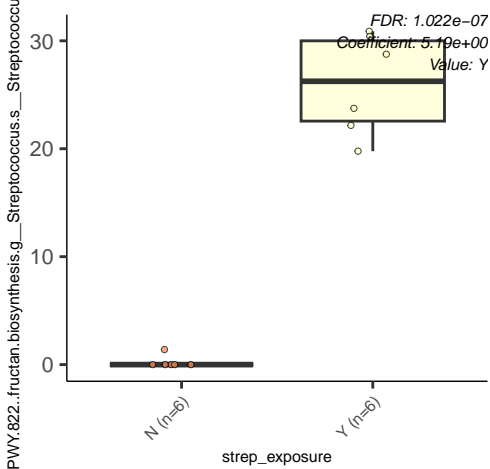 PWY.822..fructan.biosynthesis.g__Streptococcus.s__Streptococcu
FDR: 1.022e−07
Coefficient: 5.19e+00
Value: Y
30
20
10
0
N (n=6)
Y (n=6)
strep_exposure